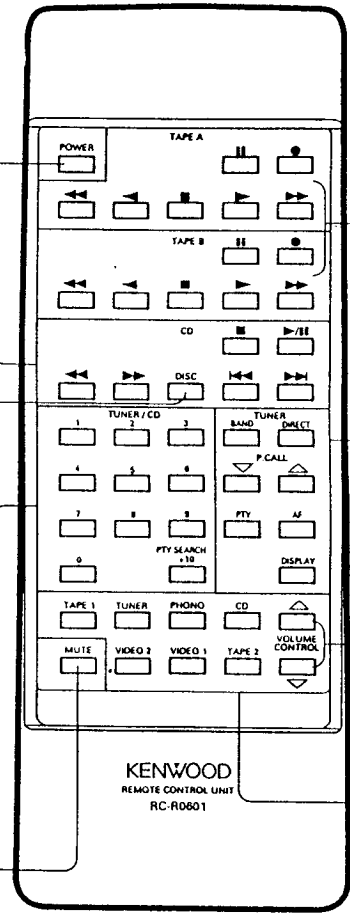 TAPE A
POWER
TAPE B
CD
DISC
TUNER / CD
TUNER
1 2 3 BAND DIRECT
P.CALL
4 5 6
7 8 9 PTY AF
0 PTY SEARCH +10 DISPLAY
TAPE 1 TUNER PHONO CD
VOLUME CONTROL
MUTE VIDEO 2 VIDEO 1 TAPE 2
KENWOOD
REMOTE CONTROL UNIT
RC-R0601